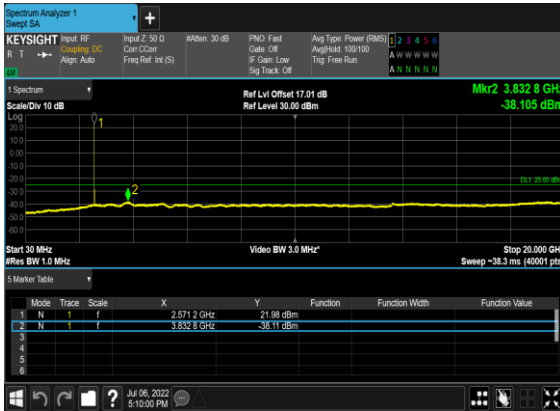 Spectrum Analyzer 1
Swept SA
KEYSIGHT Input: RF Input Z: 50 Ω #Atten: 30 dB PNO: Fast Avg Type: Power (RMS) 1 2 3 4 5 6
R T Coupling: DC Corr CCorr Gate: Off Avg|Hold: 100/100 A W W W W W
Align: Auto Freq Ref: Int (S) IF Gain: Low Trig: Free Run
Sig Track: Off A N N N N N
1 Spectrum
Scale/Div 10 dB
Ref Lvl Offset 17.01 dB
Ref Level 30.00 dBm
Mkr2 3.832 8 GHz
-38.105 dBm
Log
20.0
10.0
0.00
-10.0
-20.0
-30.0
-40.0
-50.0
-60.0
1
2
DL1 -25.00 dBm
Start 30 MHz Video BW 3.0 MHz* Stop 20.000 GHz
#Res BW 1.0 MHz Sweep ~38.3 ms (40001 pts)
5 Marker Table
Mode Trace Scale X Y Function Function Width Function Value
1 N 1 f 2.571 2 GHz 21.98 dBm
2 N 1 f 3.832 8 GHz -38.11 dBm
3
4
5
6
? Jul 06, 2022
5:10:00 PM